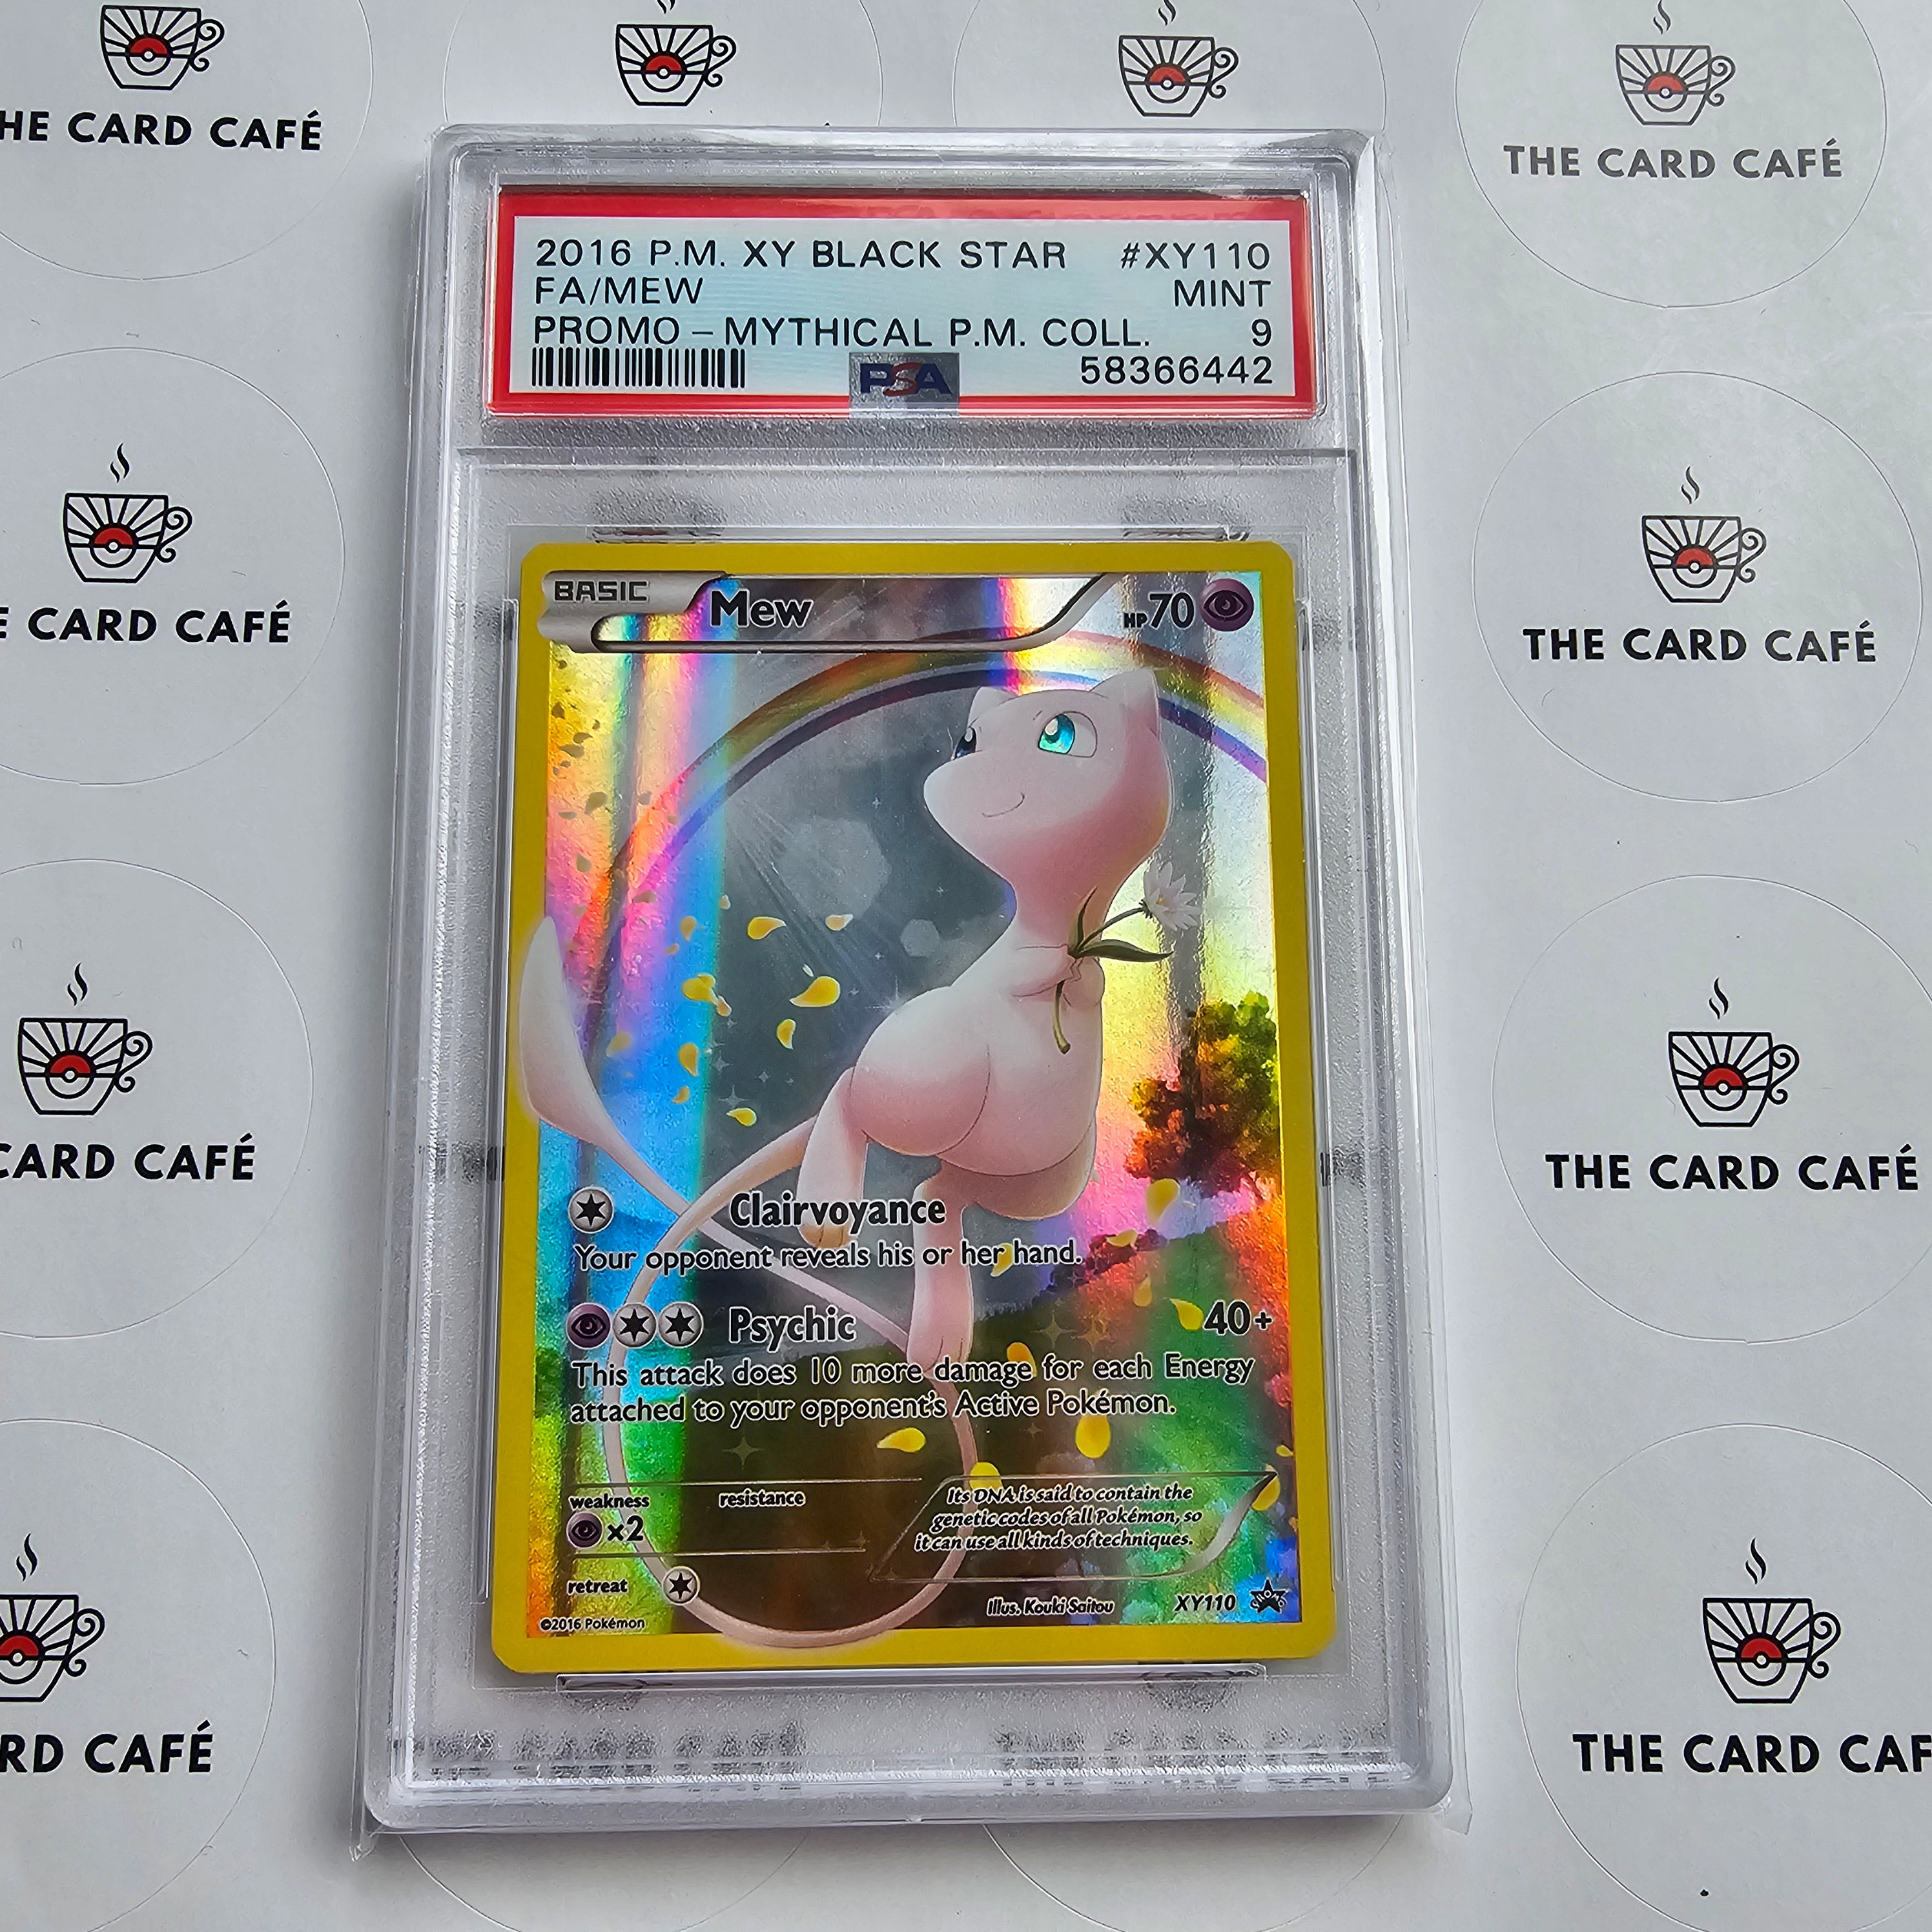 HE CARD CAFÉ
THE CARD CAFÉ
2016 P.M. XY BLACK STAR #XY110
FA/MEW MINT
PROMO – MYTHICAL P.M. COLL. 9
PSA 58366442
BASIC Mew HP70
E CARD CAFÉ
THE CARD CAFÉ
CARD CAFÉ
THE CARD CAFÉ
Clairvoyance
Your opponent reveals his or her hand.
Psychic 40+
This attack does 10 more damage for each Energy
attached to your opponent's Active Pokémon.
weakness resistance
x2
Its DNA is said to contain the
genetic codes of all Pokémon, so
it can use all kinds of techniques.
retreat
Illus. Kouki Saitou XY110
©2016 Pokémon
RD CAFÉ
THE CARD CAF